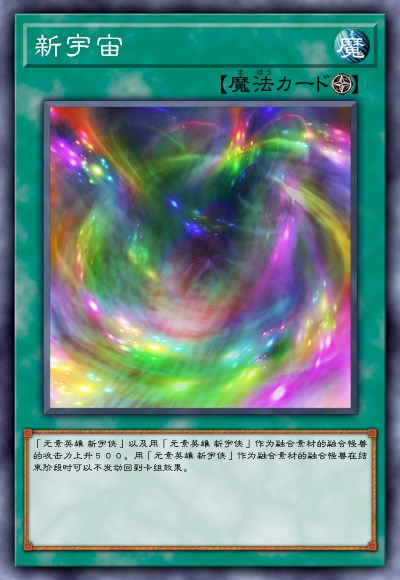 新宇宙
魔
【魔法カード】
まほう
「元素英雄 新宇侠」以及用「元素英雄 新宇侠」作为融合素材的融合怪兽
的攻击力上升５００。用「元素英雄 新宇侠」作为融合素材的融合怪兽在结
束阶段时可以不发动回到卡组效果。